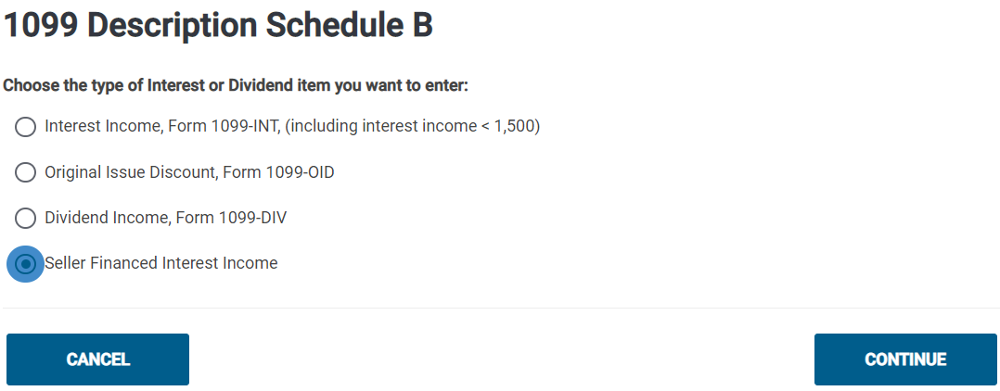 1099 Description Schedule B
Choose the type of Interest or Dividend item you want to enter:
Interest Income, Form 1099-INT, (including interest income < 1,500)
Original Issue Discount, Form 1099-OID
Dividend Income, Form 1099-DIV
Seller Financed Interest Income
CANCEL
CONTINUE